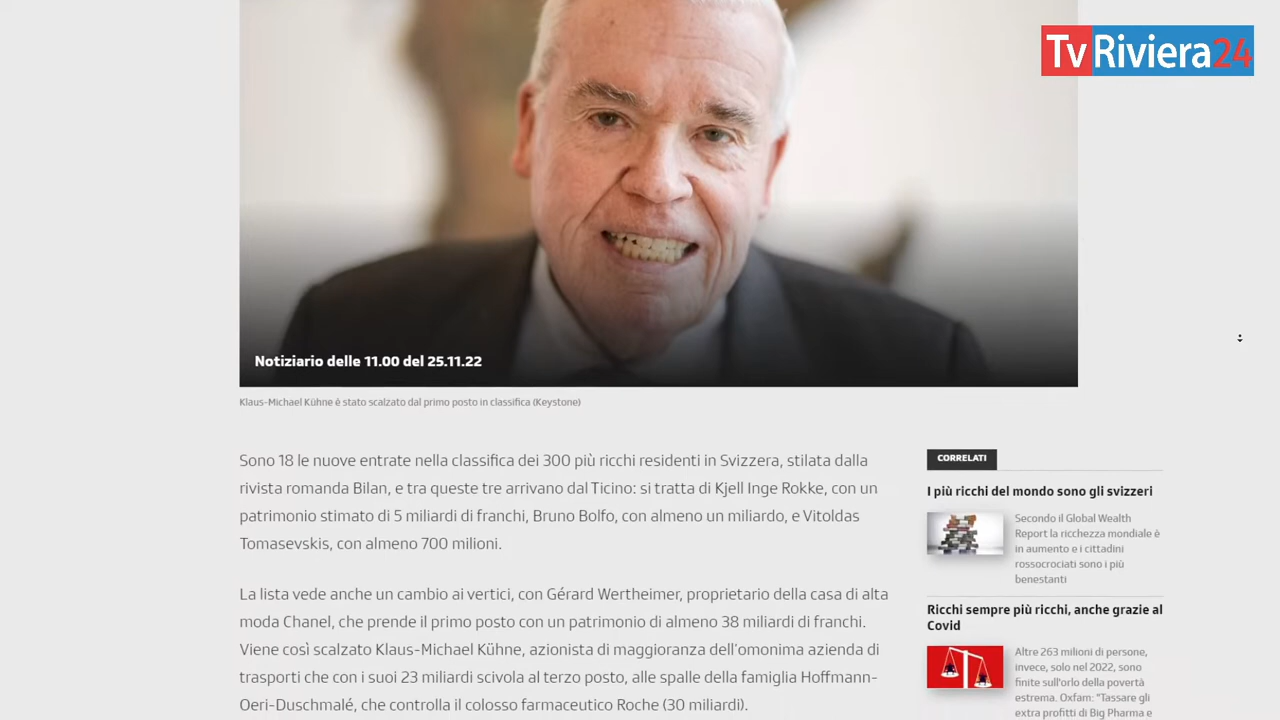 TvRiviera24
Notiziario delle 11.00 del 25.11.22
Klaus-Michael Kühne è stato scalzato dal primo posto in classifica (Keystone)
Sono 18 le nuove entrate nella classifica dei 300 più ricchi residenti in Svizzera, stilata dalla
rivista romanda Bilan, e tra queste tre arrivano dal Ticino: si tratta di Kjell Inge Rokke, con un
patrimonio stimato di 5 miliardi di franchi, Bruno Bolfo, con almeno un miliardo, e Vitoldas
Tomasevskis, con almeno 700 milioni.
La lista vede anche un cambio ai vertici, con Gérard Wertheimer, proprietario della casa di alta
moda Chanel, che prende il primo posto con un patrimonio di almeno 38 miliardi di franchi.
Viene così scalzato Klaus-Michael Kühne, azionista di maggioranza dell'omonima azienda di
trasporti che con i suoi 23 miliardi scivola al terzo posto, alle spalle della famiglia Hoffmann-
Oeri-Duschmalé, che controlla il colosso farmaceutico Roche (30 miliardi).
CORRELATI
I più ricchi del mondo sono gli svizzeri
Secondo il Global Wealth
Report la ricchezza mondiale è
in aumento e i cittadini
rossocrociati sono i più
benestanti
Ricchi sempre più ricchi, anche grazie al
Covid
Altre 263 milioni di persone,
invece, solo nel 2022, sono
finite sull'orlo della povertà
estrema. Oxfam: "Tassare gli
extra profitti di Big Pharma e